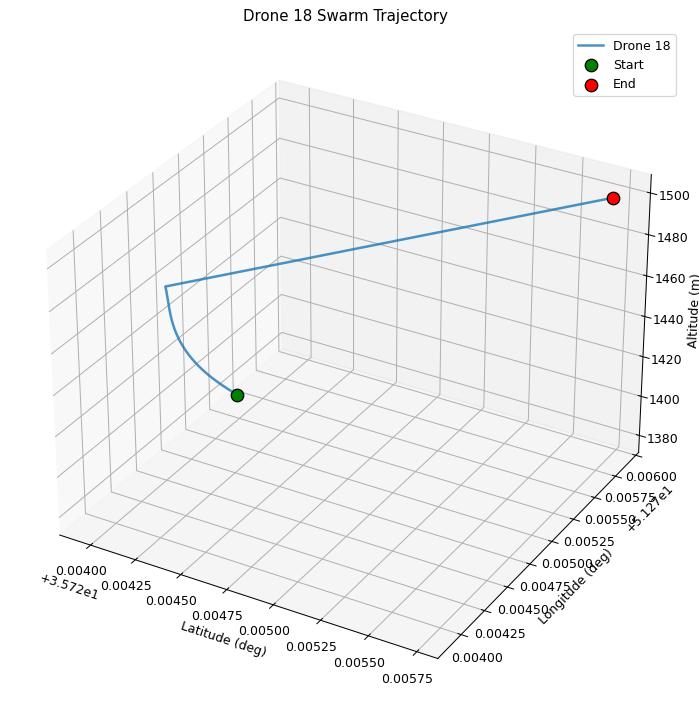 Drone 18 Swarm Trajectory
Drone 18
Start
End
1500
1480
1460
1440
1420
1400
1380
Altitude (m)
0.00600
0.00575
0.00550
0.00525
0.00500
0.00475
0.00450
0.00425
0.00400
+5.127e1
Longitude (deg)
0.00400
0.00425
0.00450
0.00475
0.00500
0.00525
0.00550
0.00575
+3.572e1
Latitude (deg)